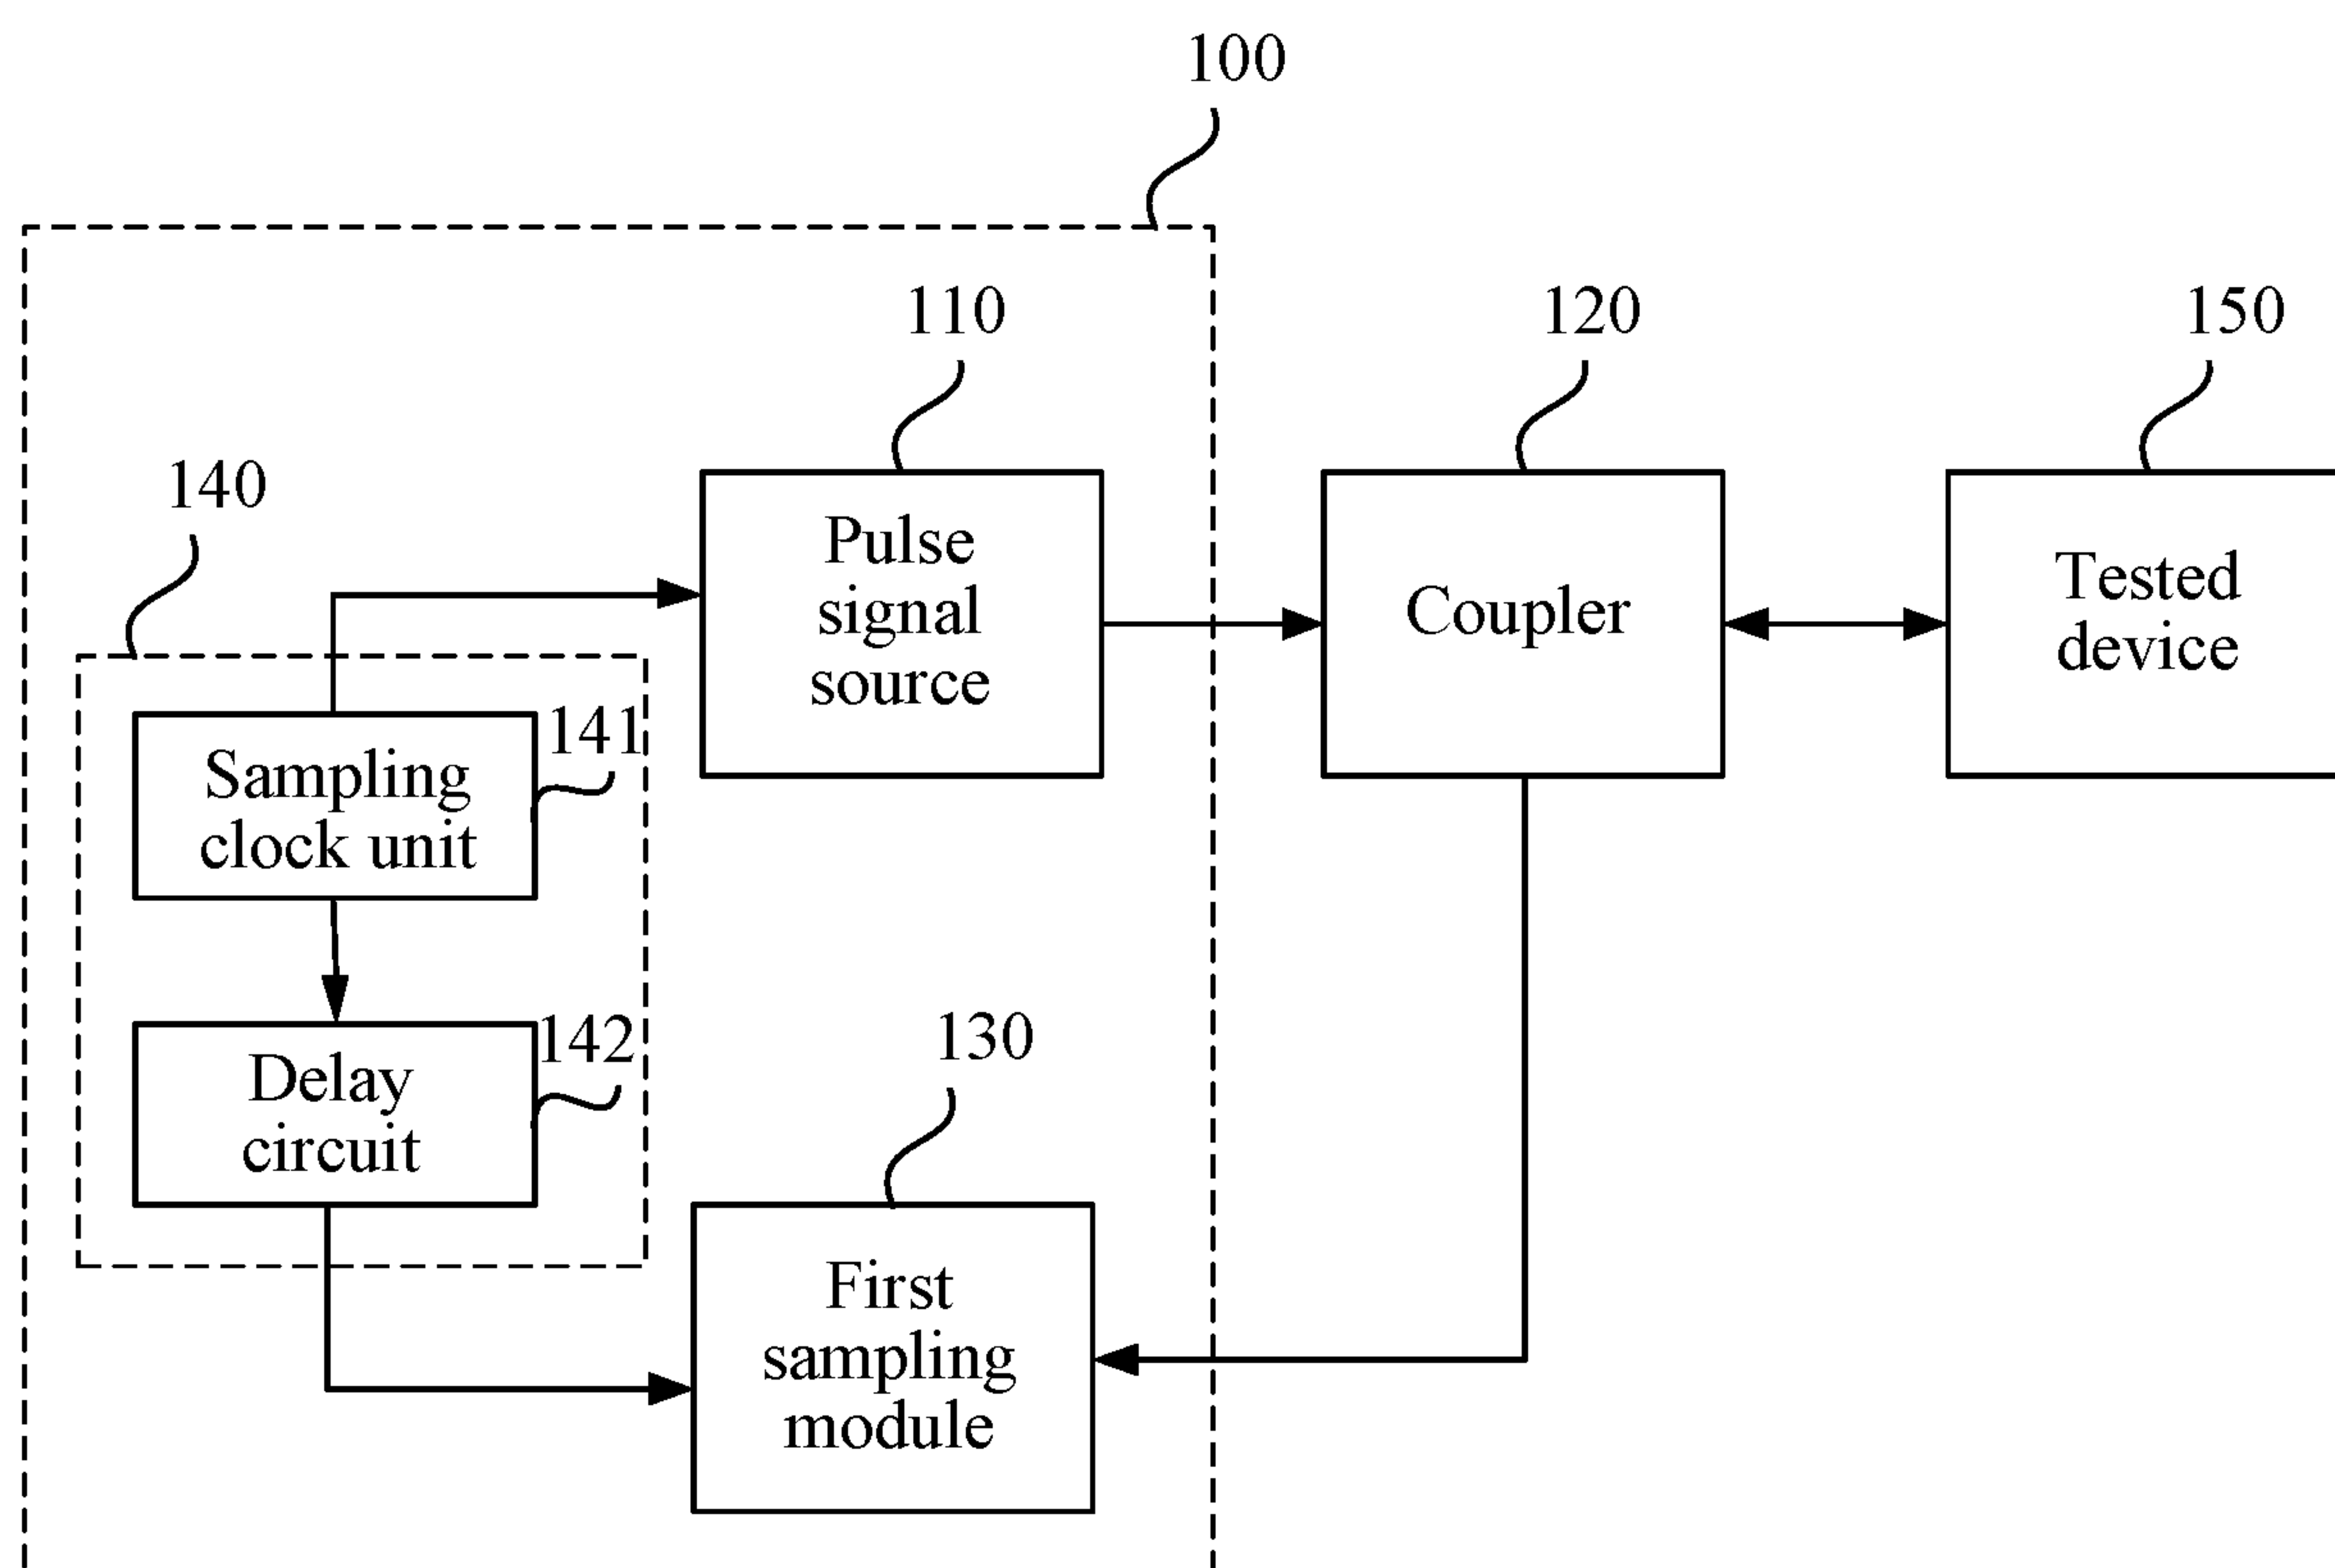 100
110
120
150
140
Pulse
signal
source
Coupler
Tested
device
141
Sampling
clock unit
142
Delay
circuit
130
First
sampling
module